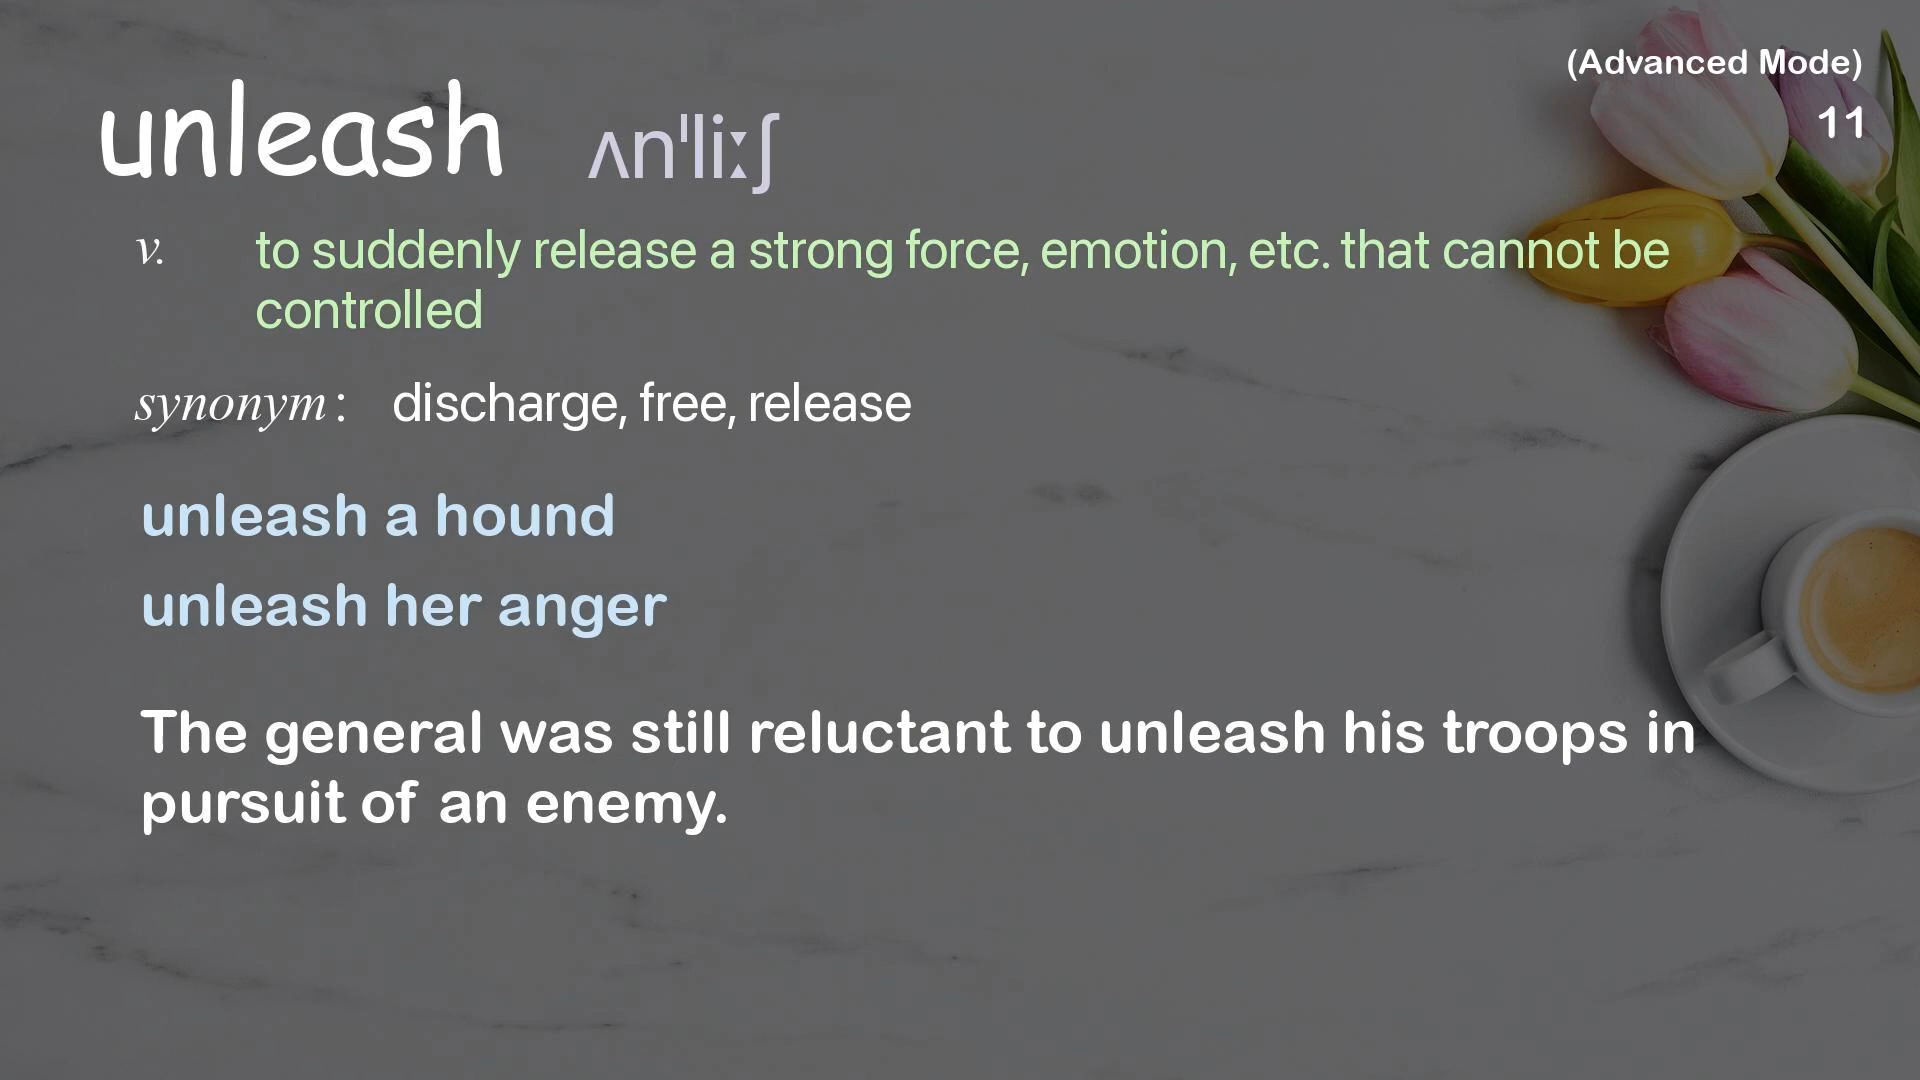 (Advanced Mode)
11
unleash ʌnˈliːʃ
v. to suddenly release a strong force, emotion, etc. that cannot be
controlled
synonym: discharge, free, release
unleash a hound
unleash her anger
The general was still reluctant to unleash his troops in
pursuit of an enemy.